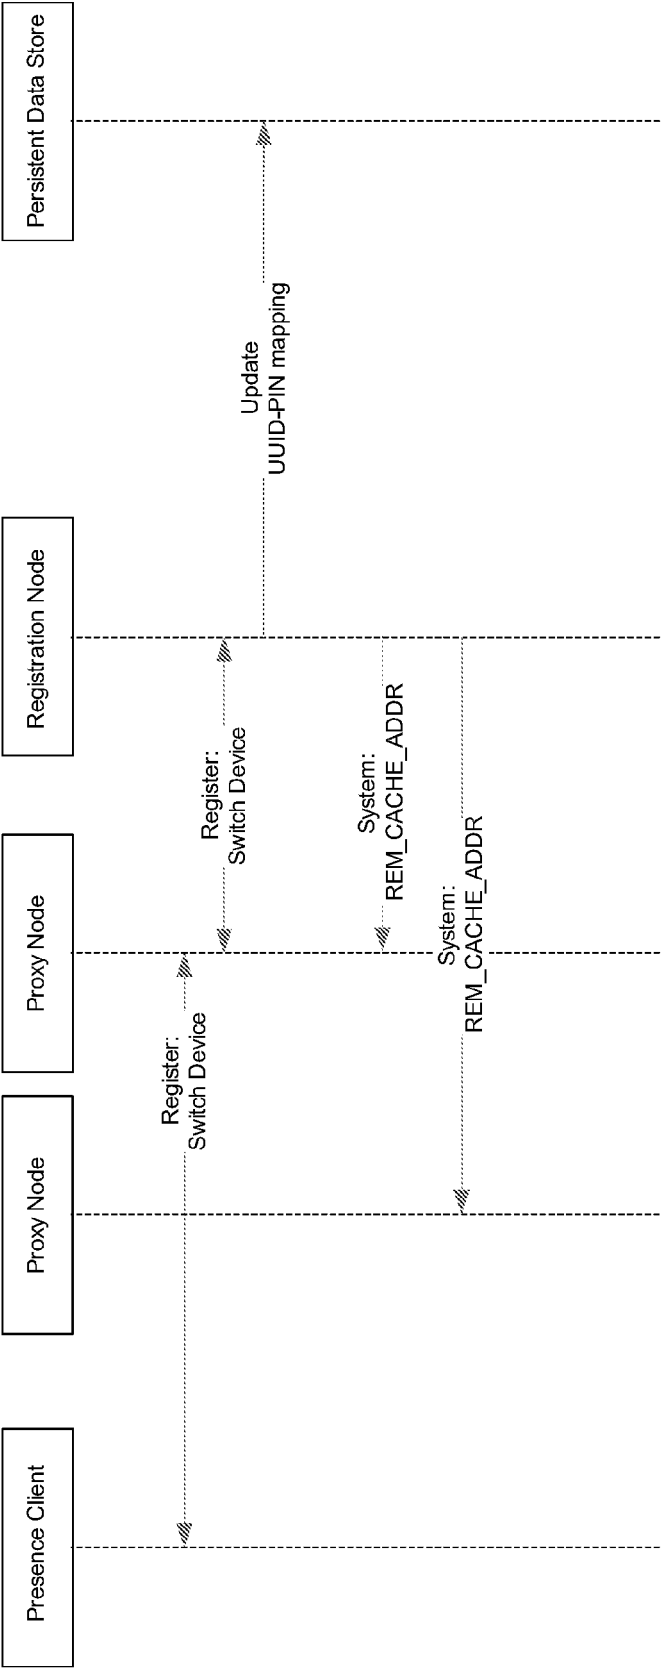 Presence Client
Proxy Node
Proxy Node
Registration Node
Persistent Data Store
Register:
Switch Device
Register:
Switch Device
Update
UUID-PIN mapping
System:
REM_CACHE_ADDR
System:
REM_CACHE_ADDR